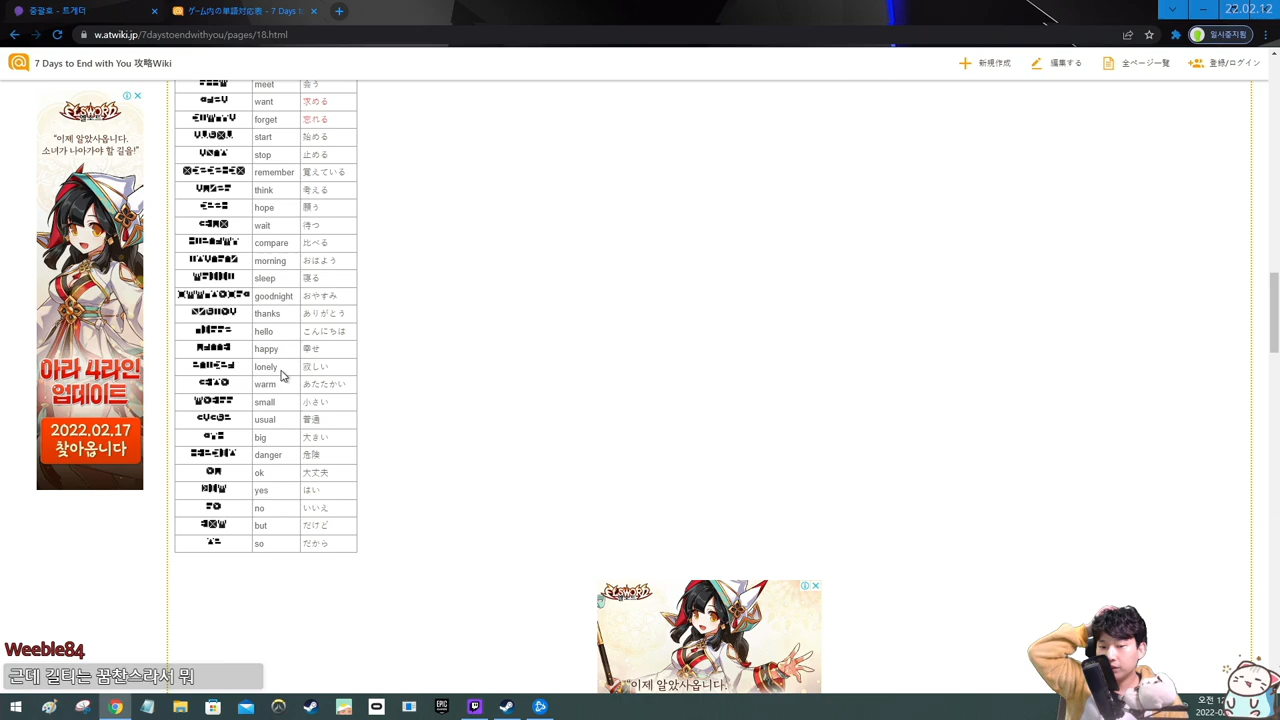 중괄호 - 트게더
ゲーム内の単語対応表 - 7 Days to
22.02.12
w.atwiki.jp/7daystoendwithyou/pages/18.html
일시중지됨
7 Days to End with You 攻略Wiki
新規作成
編集する
全ページ一覧
登録/ログイン
meet 会う
want 求める
forget 忘れる
start 始める
stop 止める
remember 覚えている
think 考える
hope 願う
wait 待つ
compare 比べる
morning おはよう
sleep 寝る
goodnight おやすみ
thanks ありがとう
hello こんにちは
happy 幸せ
lonely 寂しい
warm あたたかい
small 小さい
usual 普通
big 大きい
danger 危険
ok 大丈夫
yes はい
no いいえ
but だけど
so だから
ELSWORD
"이제 알았사옵니다.
소녀가 나아가야 할 길을!"
아라 4라인
업데이트
2022.02.17
찾아옵니다
ELSWORD
"이제 알았사옵니다.
Weeble84
근데 길티는 꿈찬스라서 뭐
EPIC
오전 12